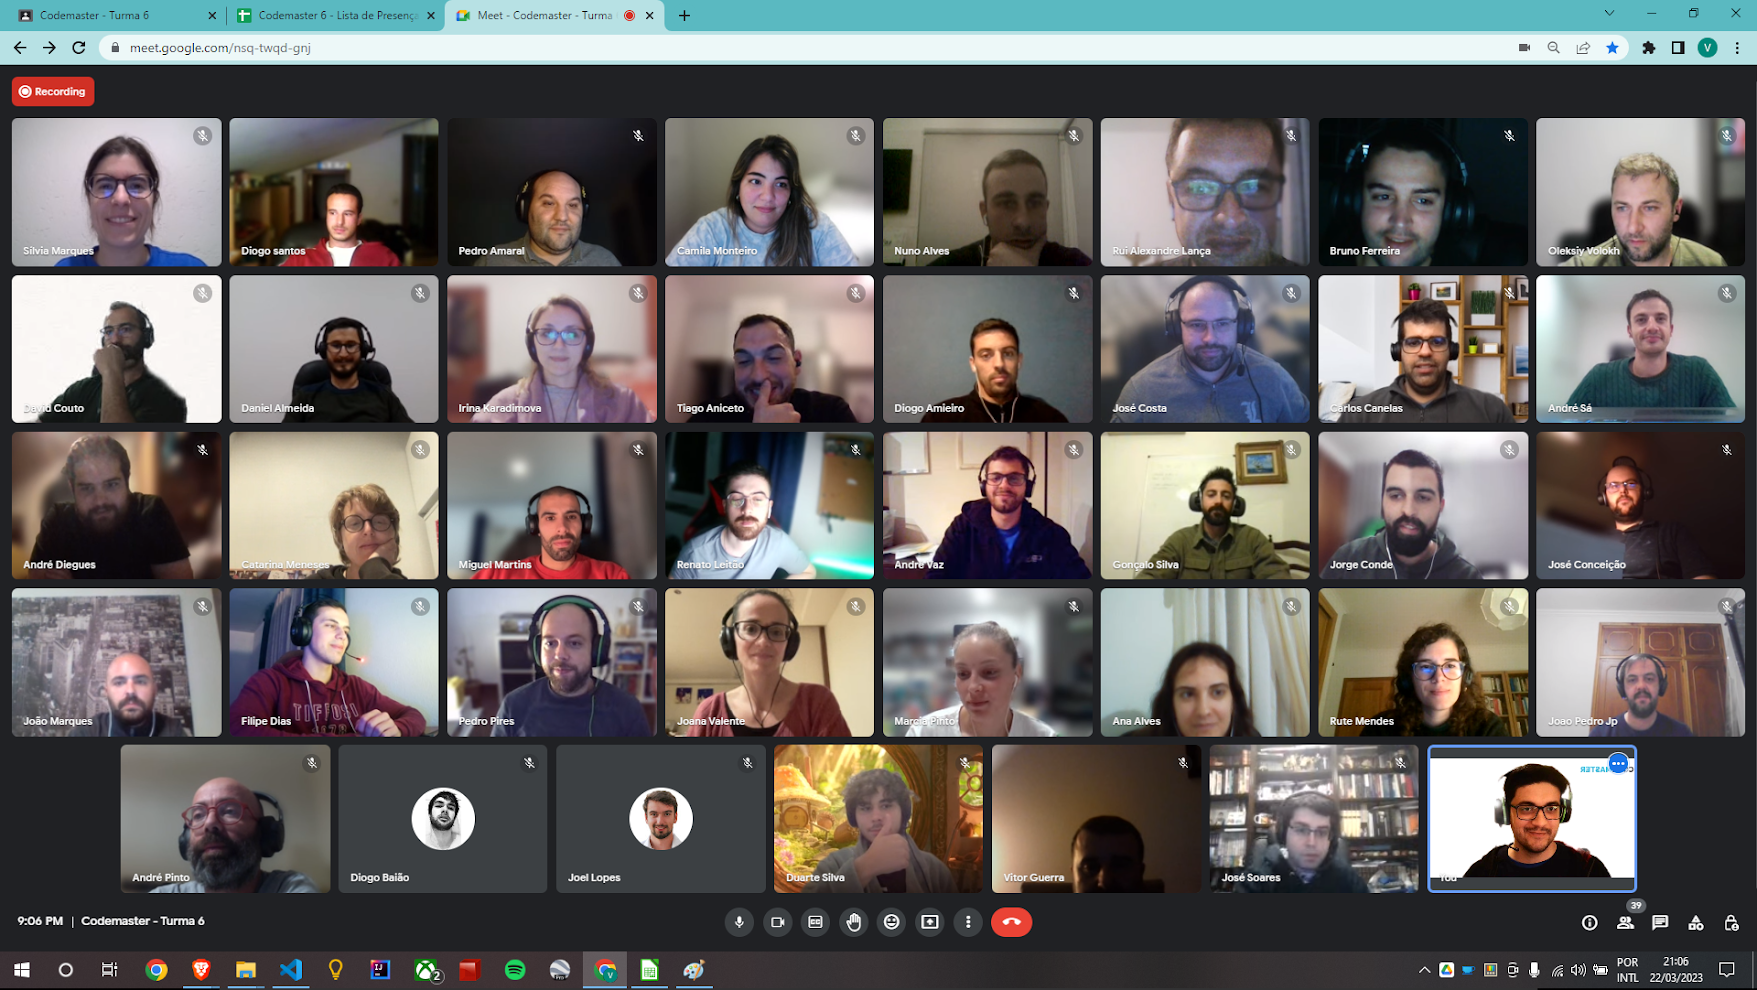 Codemaster - Turma 6
Codemaster 6 - Lista de Presença
Meet - Codemaster - Turma
meet.google.com/nsq-twqd-gnj
V
Recording
Silvia Marques
Diogo santos
Pedro Amaral
Camila Monteiro
Nuno Alves
Rui Alexandre Lança
Bruno Ferreira
Oleksiy Volokh
David Couto
Daniel Almeida
Irina Karadimova
Tiago Aniceto
Diogo Amieiro
José Costa
Carlos Canelas
André Sá
André Diegues
Catarina Meneses
Miguel Martins
Renato Leitão
André Vaz
Gonçalo Silva
Jorge Conde
José Conceição
João Marques
Filipe Dias
TIFFOSI
Pedro Pires
Joana Valente
Marcia Pinto
Ana Alves
Rute Mendes
Joao Pedro Jp
André Pinto
Diogo Baião
Joel Lopes
Duarte Silva
Vitor Guerra
José Soares
You
9:06 PM | Codemaster - Turma 6
39
2
POR
INTL
21:06
22/03/2023